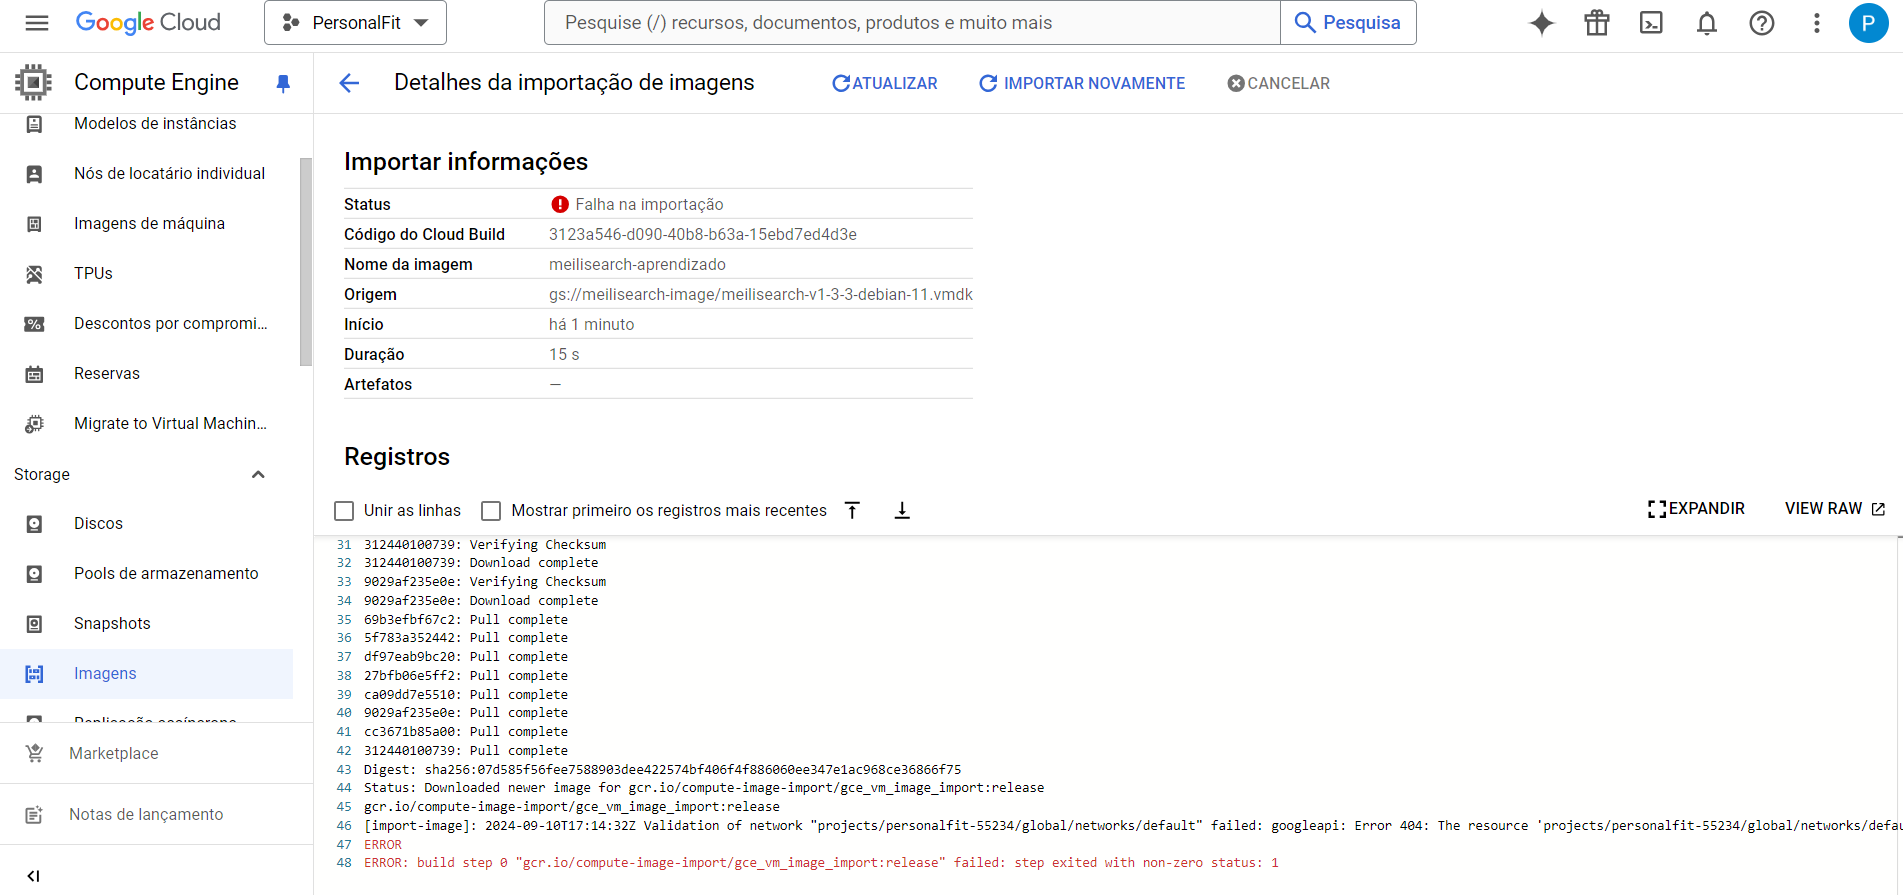 Google Cloud
PersonalFit
Pesquise (/) recursos, documentos, produtos e muito mais
Pesquisa
P
Compute Engine
Detalhes da importação de imagens
ATUALIZAR
IMPORTAR NOVAMENTE
CANCELAR
Modelos de instâncias
Nós de locatário individual
Imagens de máquina
TPUs
Descontos por compromi...
Reservas
Migrate to Virtual Machin...
Storage
Discos
Pools de armazenamento
Snapshots
Imagens
Replicação assíncrona
Marketplace
Notas de lançamento
Importar informações
Status Falha na importação
Código do Cloud Build 3123a546-d090-40b8-b63a-15ebd7ed4d3e
Nome da imagem meilisearch-aprendizado
Origem gs://meilisearch-image/meilisearch-v1-3-3-debian-11.vmdk
Início há 1 minuto
Duração 15 s
Artefatos —
Registros
Unir as linhas
Mostrar primeiro os registros mais recentes
EXPANDIR
VIEW RAW
31 312440100739: Verifying Checksum
32 312440100739: Download complete
33 9029af235e0e: Verifying Checksum
34 9029af235e0e: Download complete
35 69b3efbf67c2: Pull complete
36 5f783a352442: Pull complete
37 df97eab9bc20: Pull complete
38 27bfb06e5ff2: Pull complete
39 ca09dd7e5510: Pull complete
40 9029af235e0e: Pull complete
41 cc3671b85a00: Pull complete
42 312440100739: Pull complete
43 Digest: sha256:07d585f56fee7588903dee422574bf406f4f886060ee347e1ac968ce36866f75
44 Status: Downloaded newer image for gcr.io/compute-image-import/gce_vm_image_import:release
45 gcr.io/compute-image-import/gce_vm_image_import:release
46 [import-image]: 2024-09-10T17:14:32Z Validation of network "projects/personalfit-55234/global/networks/default" failed: googleapi: Error 404: The resource 'projects/personalfit-55234/global/networks/defau
47 ERROR
48 ERROR: build step 0 "gcr.io/compute-image-import/gce_vm_image_import:release" failed: step exited with non-zero status: 1